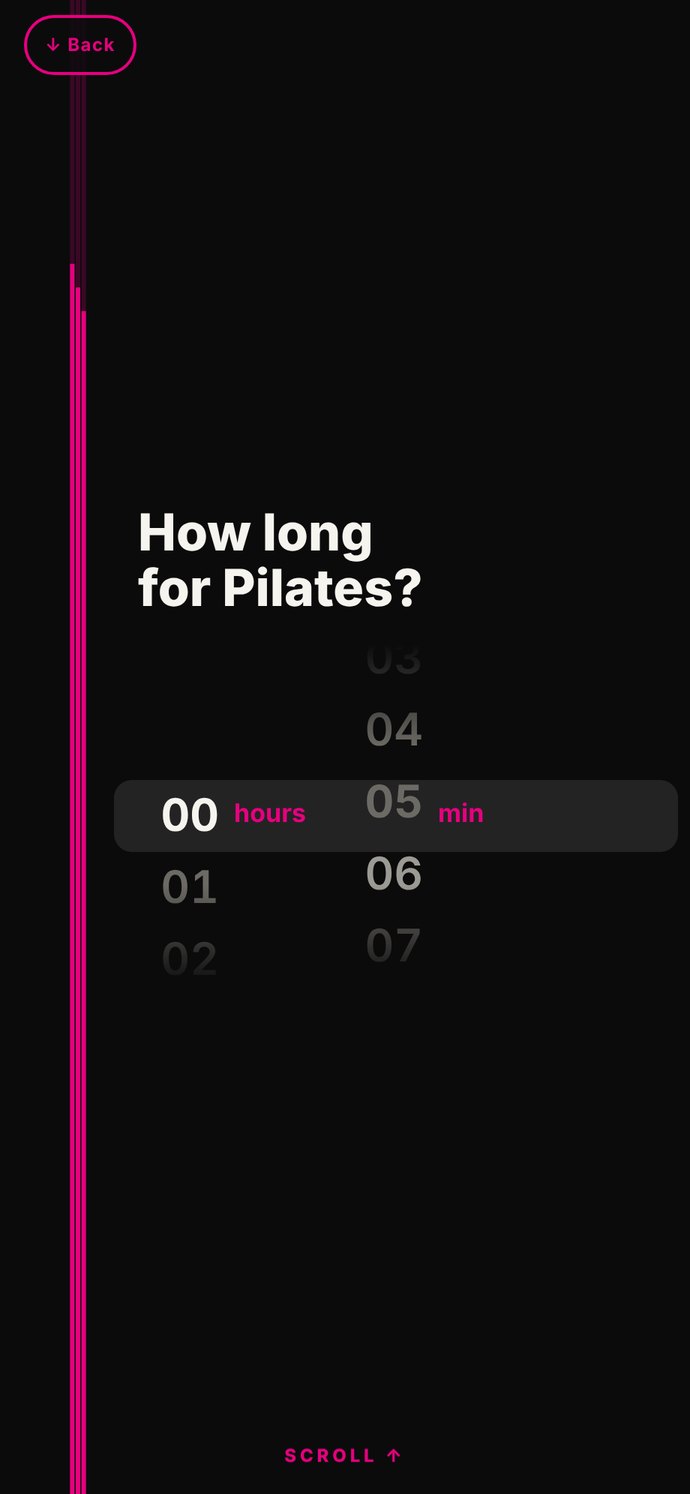 ↓ Back
How long
for Pilates?
03
04
00 hours 05 min
01 06
02 07
SCROLL ↑